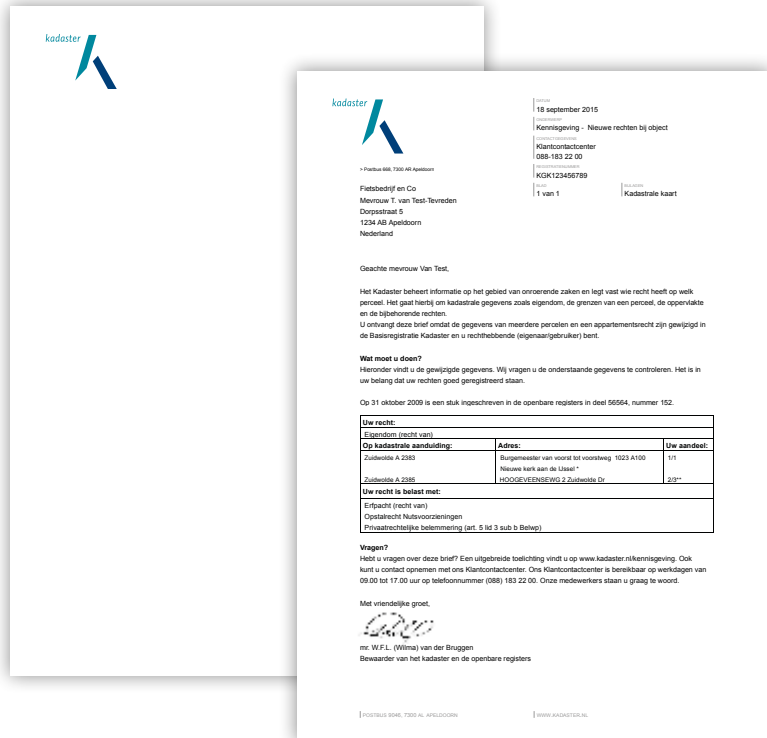 kadaster
kadaster
DATUM
18 september 2015
ONDERWERP
Kennisgeving - Nieuwe rechten bij object
CONTACTGEGEVENS
Klantcontactcenter
088-183 22 00
KGK123456789
BLAD
1 van 1
BIJLAGEN
Kadastrale kaart
> Postbus 668, 7300 AR Apeldoorn
Fietsbedrijf en Co
Mevrouw T. van Test-Tevreden
Dorpsstraat 5
1234 AB Apeldoorn
Nederland
Geachte mevrouw Van Test,
Het Kadaster beheert informatie op het gebied van onroerende zaken en legt vast wie recht heeft op welk
perceel. Het gaat hierbij om kadastrale gegevens zoals eigendom, de grenzen van een perceel, de oppervlakte
en de bijbehorende rechten.
U ontvangt deze brief omdat de gegevens van meerdere percelen en een appartementsrecht zijn gewijzigd in
de Basisregistratie Kadaster en u rechthebbende (eigenaar/gebruiker) bent.
Wat moet u doen?
Hieronder vindt u de gewijzigde gegevens. Wij vragen u de onderstaande gegevens te controleren. Het is in
uw belang dat uw rechten goed geregistreerd staan.
Op 31 oktober 2009 is een stuk ingeschreven in de openbare registers in deel 56564, nummer 152.
Uw recht:
Eigendom (recht van)
Op kadastrale aanduiding: Adres: Uw aandeel:
Zuidwolde A 2383 Burgemeester van voorst tot voorstweg 1023 A100 1/1
Nieuwe kerk aan de IJssel *
Zuidwolde A 2385 HOOGEVEENSEWG 2 Zuidwolde Dr 2/3**
Uw recht is belast met:
Erfpacht (recht van)
Opstalrecht Nutsvoorzieningen
Privaatrechtelijke belemmering (art. 5 lid 3 sub b Belwp)
Vragen?
Hebt u vragen over deze brief? Een uitgebreide toelichting vindt u op www.kadaster.nl/kennisgeving. Ook
kunt u contact opnemen met ons Klantcontactcenter. Ons Klantcontactcenter is bereikbaar op werkdagen van
09.00 tot 17.00 uur op telefoonnummer (088) 183 22 00. Onze medewerkers staan u graag te woord.
Met vriendelijke groet,
mr. W.F.L. (Wilma) van der Bruggen
Bewaarder van het kadaster en de openbare registers
POSTBUS 9046, 7300 AL APELDOORN
WWW.KADASTER.NL